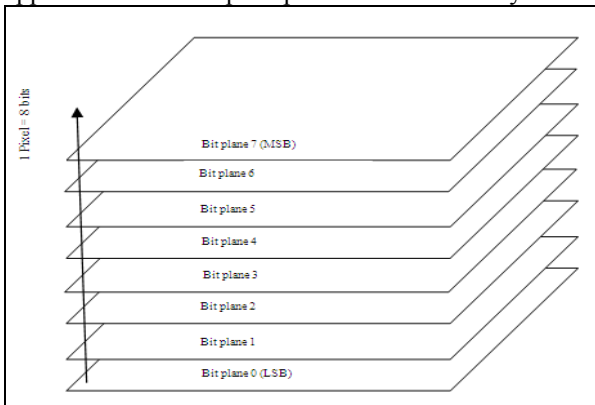 1 Pixel = 8 bits
Bit plane 7 (MSB)
Bit plane 6
Bit plane 5
Bit plane 4
Bit plane 3
Bit plane 2
Bit plane 1
Bit plane 0 (LSB)